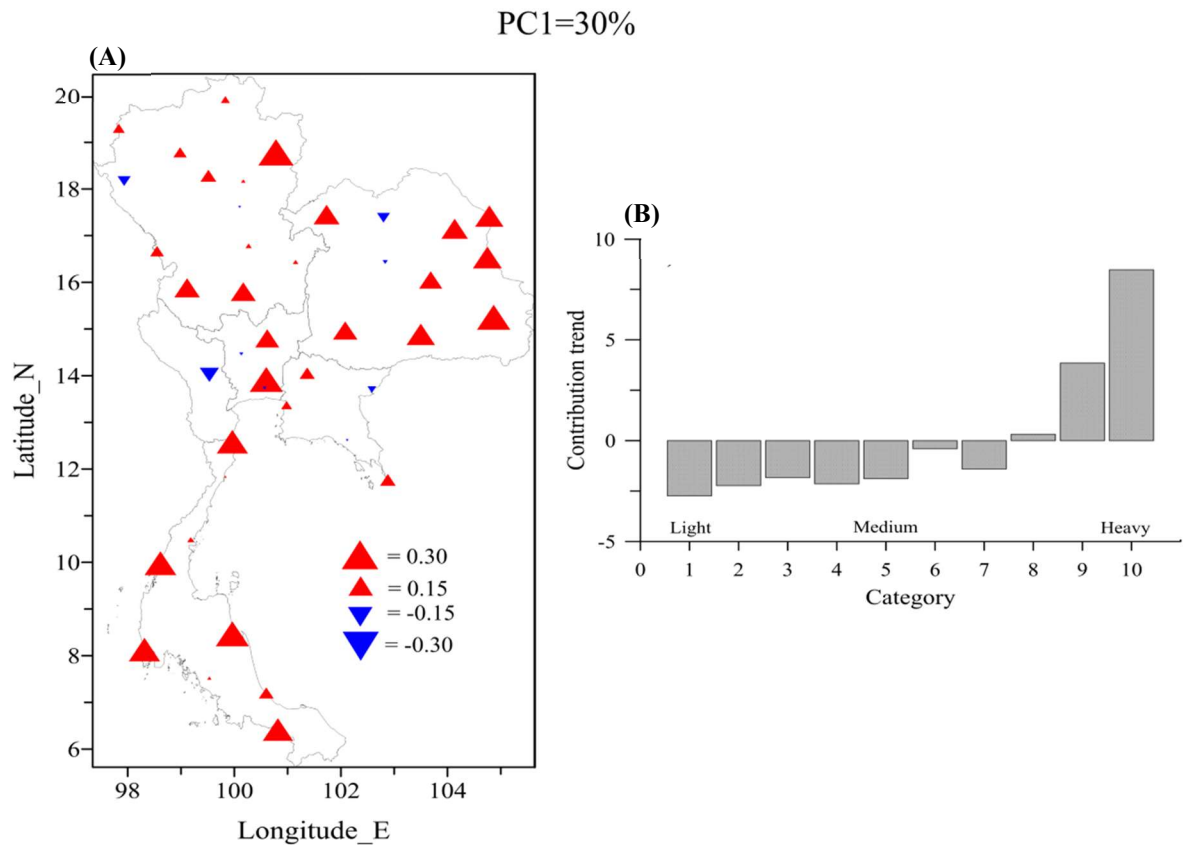 PC1=30%
(A)
20
18
16
14
12
10
8
6
Latitude_N
= 0.30
= 0.15
= -0.15
= -0.30
98
100
102
104
Longitude_E
(B)
10
5
0
-5
Contribution trend
Light
Medium
Heavy
0 1 2 3 4 5 6 7 8 9 10
Category